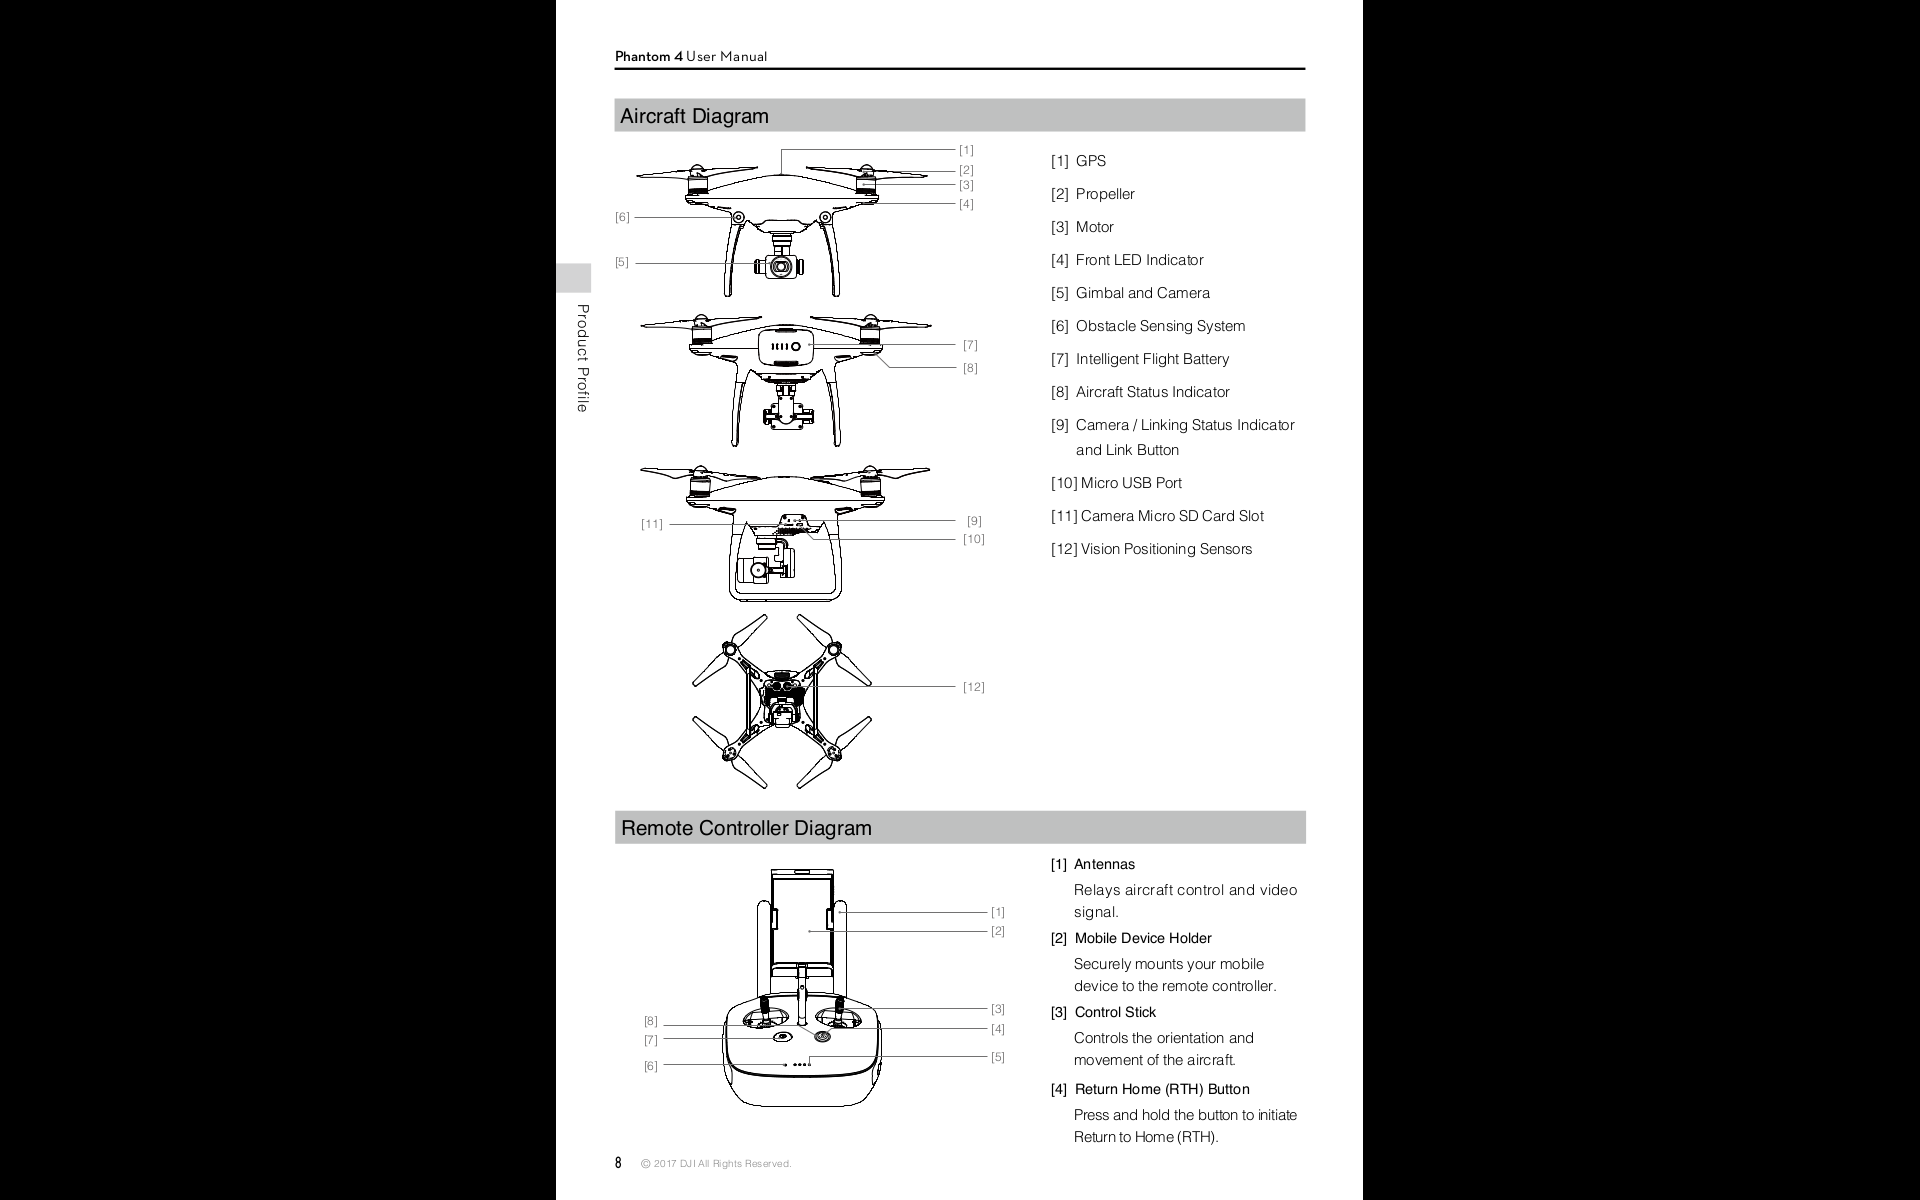 Phantom 4 User Manual
Aircraft Diagram
[1]
[2]
[3]
[4]
[6]
[5]
[7]
[8]
[11]
[9]
[10]
[12]
[1] GPS
[2] Propeller
[3] Motor
[4] Front LED Indicator
[5] Gimbal and Camera
[6] Obstacle Sensing System
[7] Intelligent Flight Battery
[8] Aircraft Status Indicator
[9] Camera / Linking Status Indicator
and Link Button
[10] Micro USB Port
[11] Camera Micro SD Card Slot
[12] Vision Positioning Sensors
Product Profile
Remote Controller Diagram
[1]
[2]
[3]
[4]
[5]
[8]
[7]
[6]
[1] Antennas
Relays aircraft control and video
signal.
[2] Mobile Device Holder
Securely mounts your mobile
device to the remote controller.
[3] Control Stick
Controls the orientation and
movement of the aircraft.
[4] Return Home (RTH) Button
Press and hold the button to initiate
Return to Home (RTH).
8 © 2017 DJI All Rights Reserved.